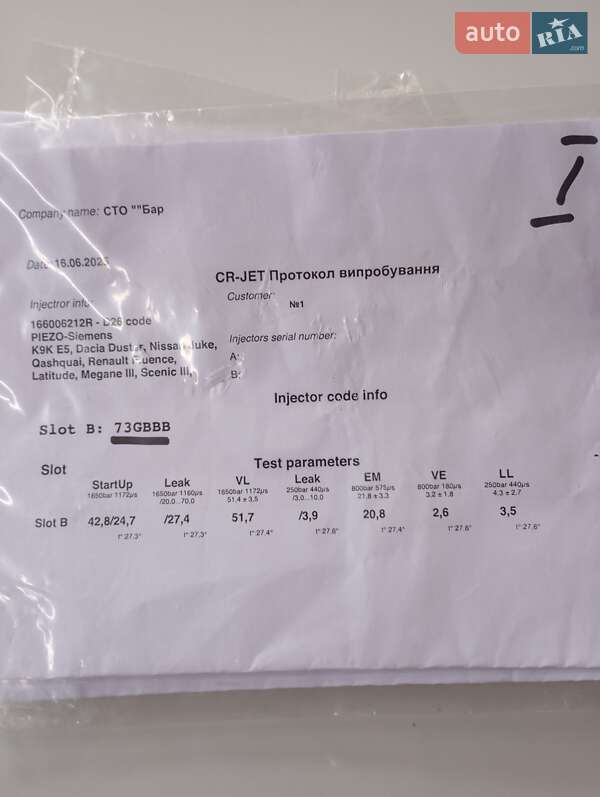 auto RIA .com
I
Company name: СТО ""Бар
Date: 16.06.2025
CR-JET Протокол випробування
Customer:
№1
Injectror info:
166006212R - D26 code
PIEZO-Siemens
K9K E5, Dacia Duster, Nissan Juke,
Qashquai, Renault Fluence,
Latitude, Megane III, Scenic III,
Injectors serial number:
A:
B:
Injector code info
Slot B: 73GBBB
Test parameters
Slot StartUp Leak VL Leak EM VE LL
1650bar 1172µs 1650bar 1160µs 1650bar 1172µs 250bar 440µs 800bar 575µs 800bar 180µs 250bar 440µs
/20.0...70.0 51,4 ± 3,5 /3,0...10.0 21,8 ± 3,3 3,2 ± 1,8 4,3 ± 2,7
Slot B 42,8/24,7 /27,4 51,7 /3,9 20,8 2,6 3,5
t° 27,3° t° 27,3° t° 27,4° t° 27,6° t° 27,4° t° 27,6° t° 27,6°